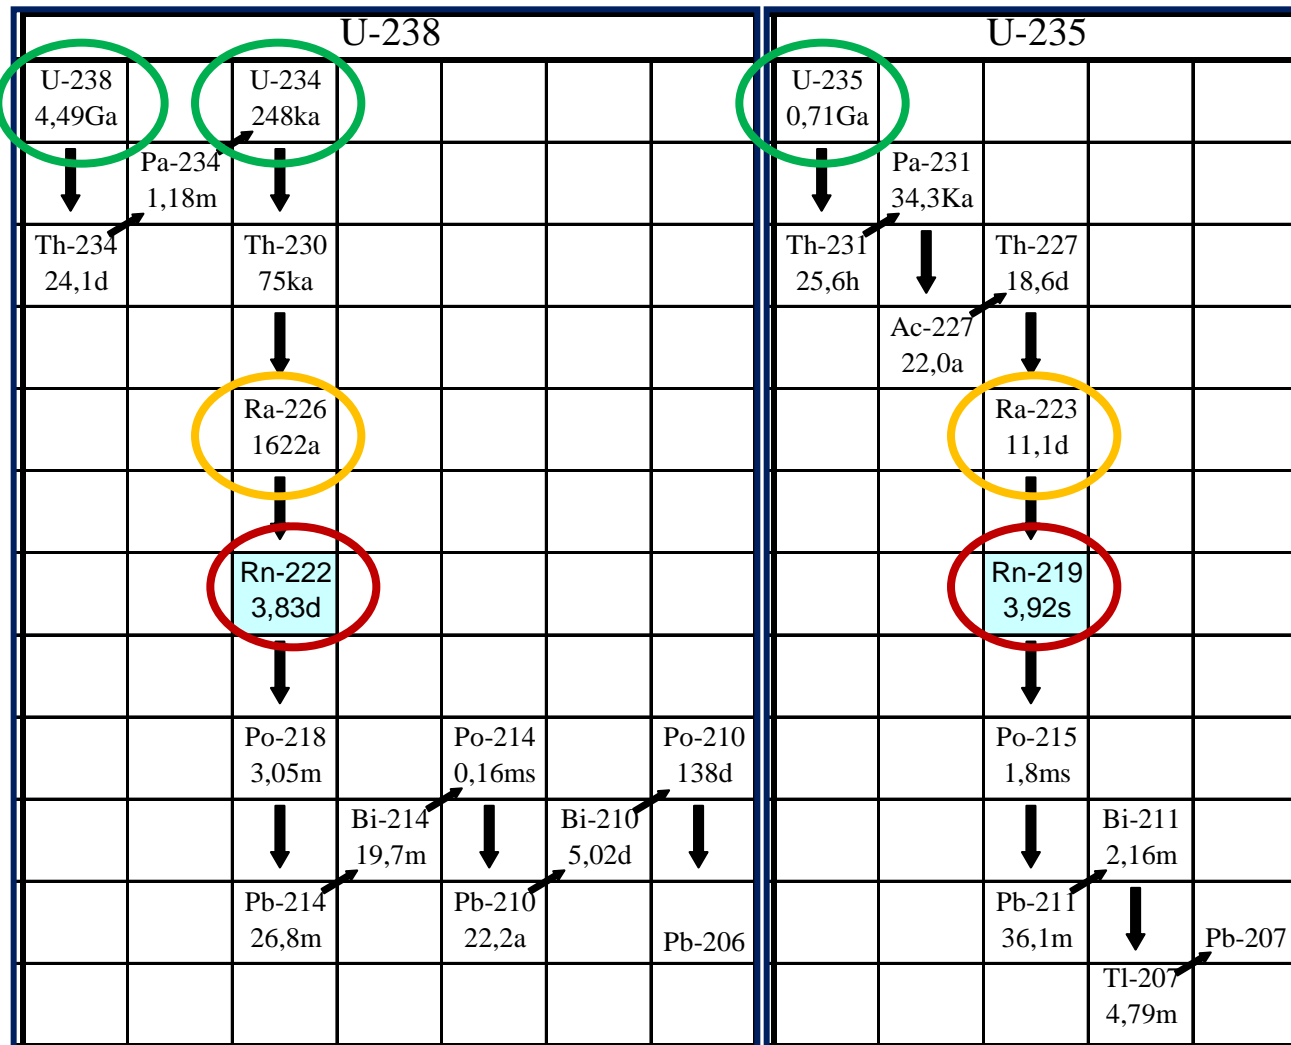 U-238
U-238
4,49Ga
U-234
248ka
Pa-234
1,18m
Th-234
24,1d
Th-230
75ka
Ra-226
1622a
Rn-222
3,83d
Po-218
3,05m
Po-214
0,16ms
Po-210
138d
Bi-214
19,7m
Bi-210
5,02d
Pb-214
26,8m
Pb-210
22,2a
Pb-206
U-235
U-235
0,71Ga
Pa-231
34,3Ka
Th-231
25,6h
Th-227
18,6d
Ac-227
22,0a
Ra-223
11,1d
Rn-219
3,92s
Po-215
1,8ms
Bi-211
2,16m
Pb-211
36,1m
Pb-207
Tl-207
4,79m